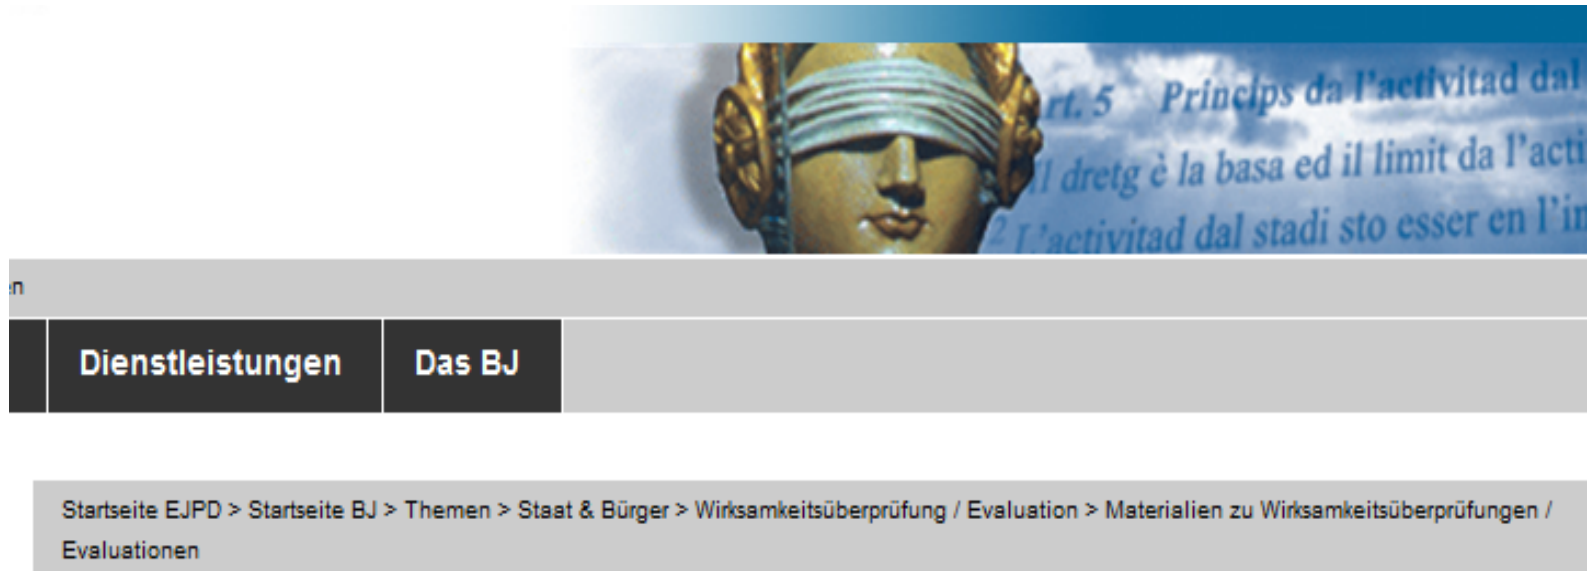 rt. 5 Princips da l'activitad dal
Il dretg è la basa ed il limit da l'acti
2 L'activitad dal stadi sto esser en l'in
en
Dienstleistungen
Das BJ
Startseite EJPD > Startseite BJ > Themen > Staat & Bürger > Wirksamkeitsüberprüfung / Evaluation > Materialien zu Wirksamkeitsüberprüfungen /
Evaluationen